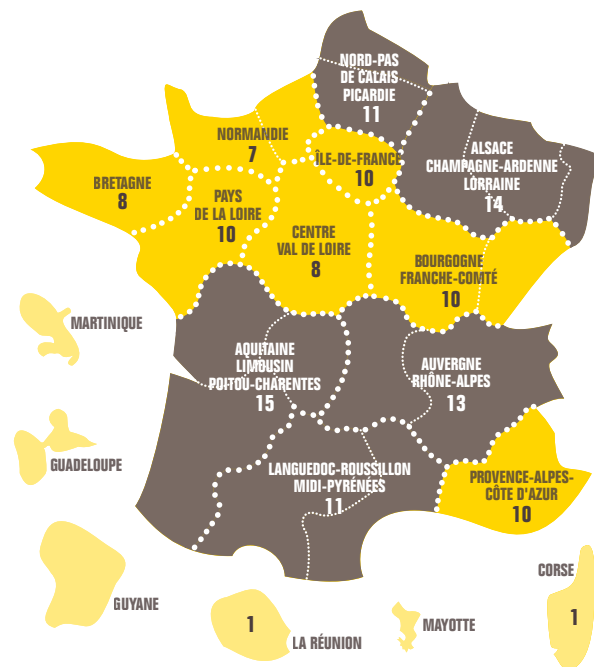 NORD-PAS
DE CALAIS
PICARDIE
11
NORMANDIE
7
ÎLE-DE-FRANCE
10
ALSACE
CHAMPAGNE-ARDENNE
LORRAINE
14
BRETAGNE
8
PAYS
DE LA LOIRE
10
CENTRE
VAL DE LOIRE
8
BOURGOGNE
FRANCHE-COMTÉ
10
MARTINIQUE
AQUITAINE
LIMOUSIN
POITOU-CHARENTES
15
AUVERGNE
RHÔNE-ALPES
13
GUADELOUPE
LANGUEDOC-ROUSSILLON
MIDI-PYRÉNÉES
11
PROVENCE-ALPES-
CÔTE D'AZUR
10
GUYANE
1
LA RÉUNION
MAYOTTE
CORSE
1